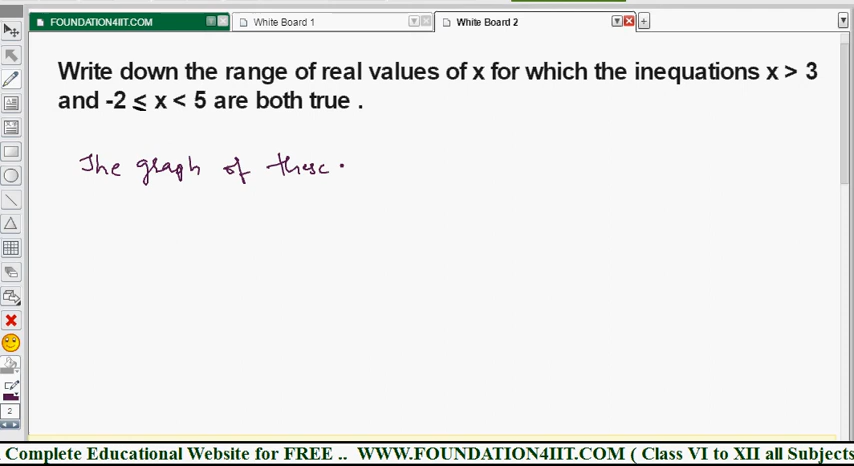 FOUNDATION4IIT.COM White Board 1 White Board 2
Write down the range of real values of x for which the inequations x > 3
and -2 ⩽ x < 5 are both true .
The graph of these
2
Complete Educational Website for FREE .. WWW.FOUNDATION4IIT.COM ( Class VI to XII all Subjects